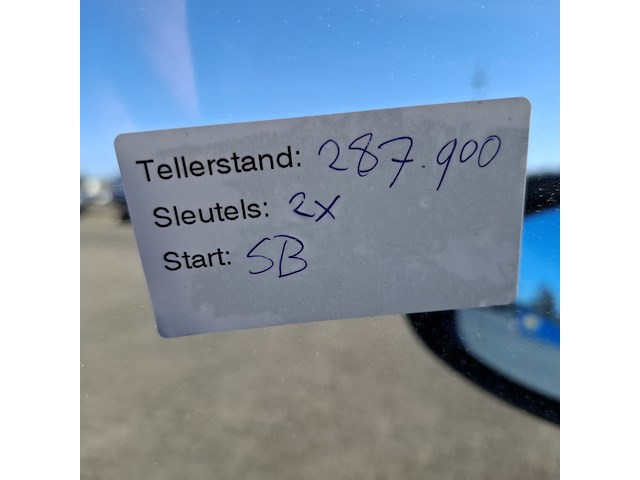 Tellerstand: 287.900
Sleutels: 2x
Start: SB